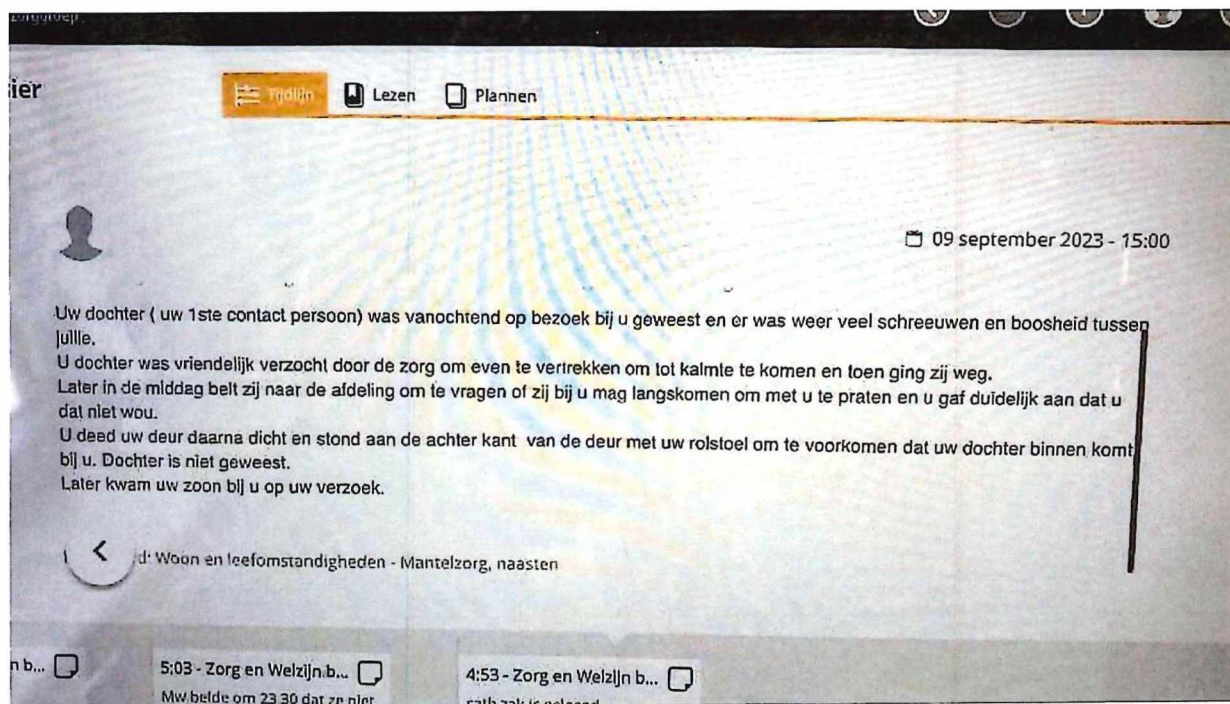 zorggroep
ier
Tijdlijn Lezen Plannen
09 september 2023 - 15:00
Uw dochter ( uw 1ste contact persoon) was vanochtend op bezoek bij u geweest en er was weer veel schreeuwen en boosheid tussen
jullie.
U dochter was vriendelijk verzocht door de zorg om even te vertrekken om tot kalmte te komen en toen ging zij weg.
Later in de middag belt zij naar de afdeling om te vragen of zij bij u mag langskomen om met u te praten en u gaf duidelijk aan dat u
dat niet wou.
U deed uw deur daarna dicht en stond aan de achter kant van de deur met uw rolstoel om te voorkomen dat uw dochter binnen komt
bij u. Dochter is niet geweest.
Later kwam uw zoon bij u op uw verzoek.
d: Woon en leefomstandigheden - Mantelzorg, naasten
n b...
5:03 - Zorg en Welzijn b...
4:53 - Zorg en Welzijn b...
Mw belde om 23 30 dat ze niet